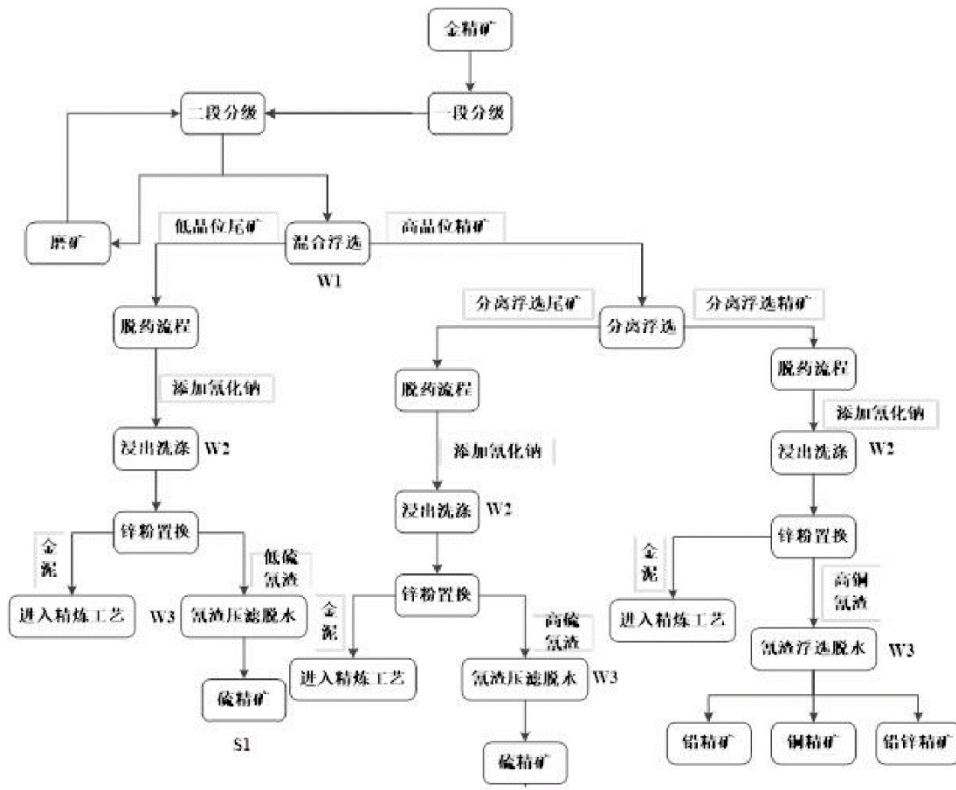 金精矿
二段分级
一段分级
低品位尾矿
高品位精矿
磨矿
混合浮选
W1
分离浮选尾矿
分离浮选精矿
脱药流程
分离浮选
脱药流程
脱药流程
添加氰化钠
添加氰化钠
添加氰化钠
浸出洗涤
W2
浸出洗涤
W2
浸出洗涤
W2
锌粉置换
锌粉置换
金泥
低硫
氰渣
金泥
高铜
氰渣
锌粉置换
进入精炼工艺
W3
氰渣压滤脱水
金泥
高硫
氰渣
进入精炼工艺
氰渣浮选脱水
W3
硫精矿
进入精炼工艺
氰渣压滤脱水
W3
S1
铅精矿
铜精矿
铅锌精矿
硫精矿